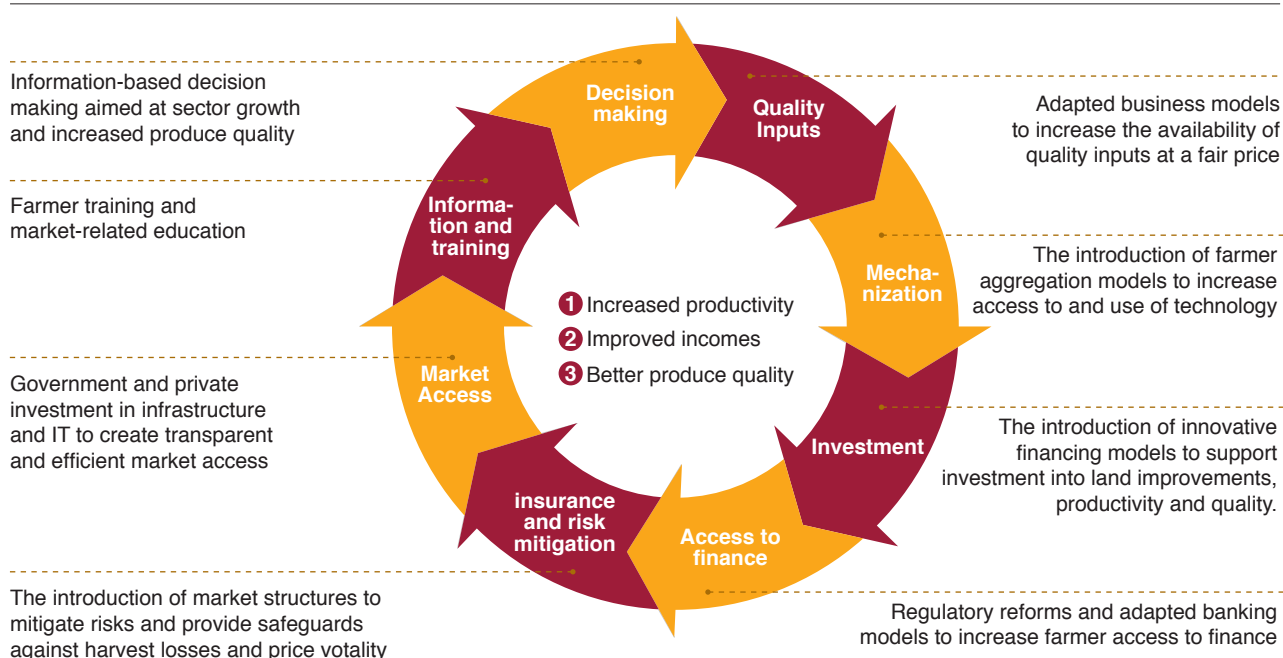 Information-based decision
making aimed at sector growth
and increased produce quality
Farmer training and
market-related education
Government and private
investment in infrastructure
and IT to create transparent
and efficient market access
The introduction of market structures to
mitigate risks and provide safeguards
against harvest losses and price votality
Decision
making
Quality
Inputs
Mecha-
nization
Investment
Access to
finance
insurance
and risk
mitigation
Market
Access
Informa-
tion and
training
1 Increased productivity
2 Improved incomes
3 Better produce quality
Adapted business models
to increase the availability of
quality inputs at a fair price
The introduction of farmer
aggregation models to increase
access to and use of technology
The introduction of innovative
financing models to support
investment into land improvements,
productivity and quality.
Regulatory reforms and adapted banking
models to increase farmer access to finance